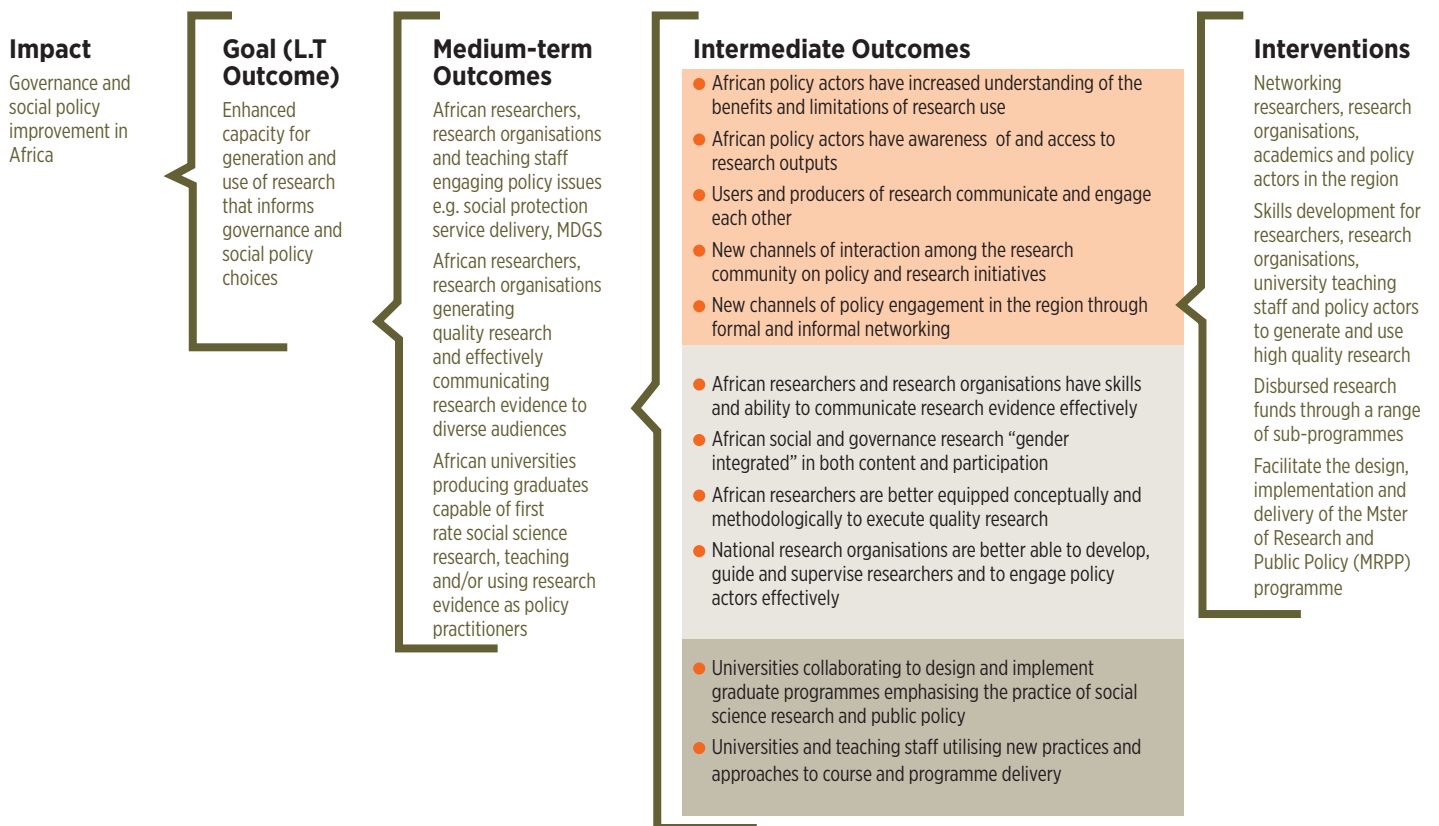 Impact
Governance and
social policy
improvement in
Africa
Goal (L.T
Outcome)
Enhanced
capacity for
generation and
use of research
that informs
governance and
social policy
choices
Medium-term
Outcomes
African researchers,
research organisations
and teaching staff
engaging policy issues
e.g. social protection
service delivery, MDGS
African researchers,
research organisations
generating
quality research
and effectively
communicating
research evidence to
diverse audiences
African universities
producing graduates
capable of first
rate social science
research, teaching
and/or using research
evidence as policy
practitioners
Intermediate Outcomes
● African policy actors have increased understanding of the
benefits and limitations of research use
● African policy actors have awareness of and access to
research outputs
● Users and producers of research communicate and engage
each other
● New channels of interaction among the research
community on policy and research initiatives
● New channels of policy engagement in the region through
formal and informal networking
● African researchers and research organisations have skills
and ability to communicate research evidence effectively
● African social and governance research “gender
integrated” in both content and participation
● African researchers are better equipped conceptually and
methodologically to execute quality research
● National research organisations are better able to develop,
guide and supervise researchers and to engage policy
actors effectively
● Universities collaborating to design and implement
graduate programmes emphasising the practice of social
science research and public policy
● Universities and teaching staff utilising new practices and
approaches to course and programme delivery
Interventions
Networking
researchers, research
organisations,
academics and policy
actors in the region
Skills development for
researchers, research
organisations,
university teaching
staff and policy actors
to generate and use
high quality research
Disbursed research
funds through a range
of sub-programmes
Facilitate the design,
implementation and
delivery of the Mster
of Research and
Public Policy (MRPP)
programme